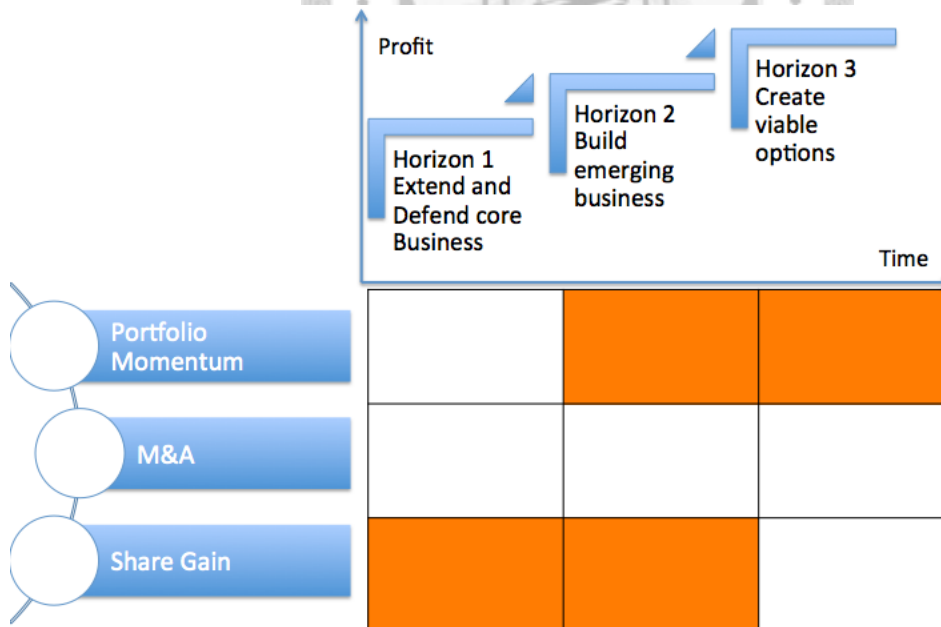 Profit
Horizon 1
Extend and
Defend core
Business
Horizon 2
Build
emerging
business
Horizon 3
Create
viable
options
Time
Portfolio
Momentum
M&A
Share Gain